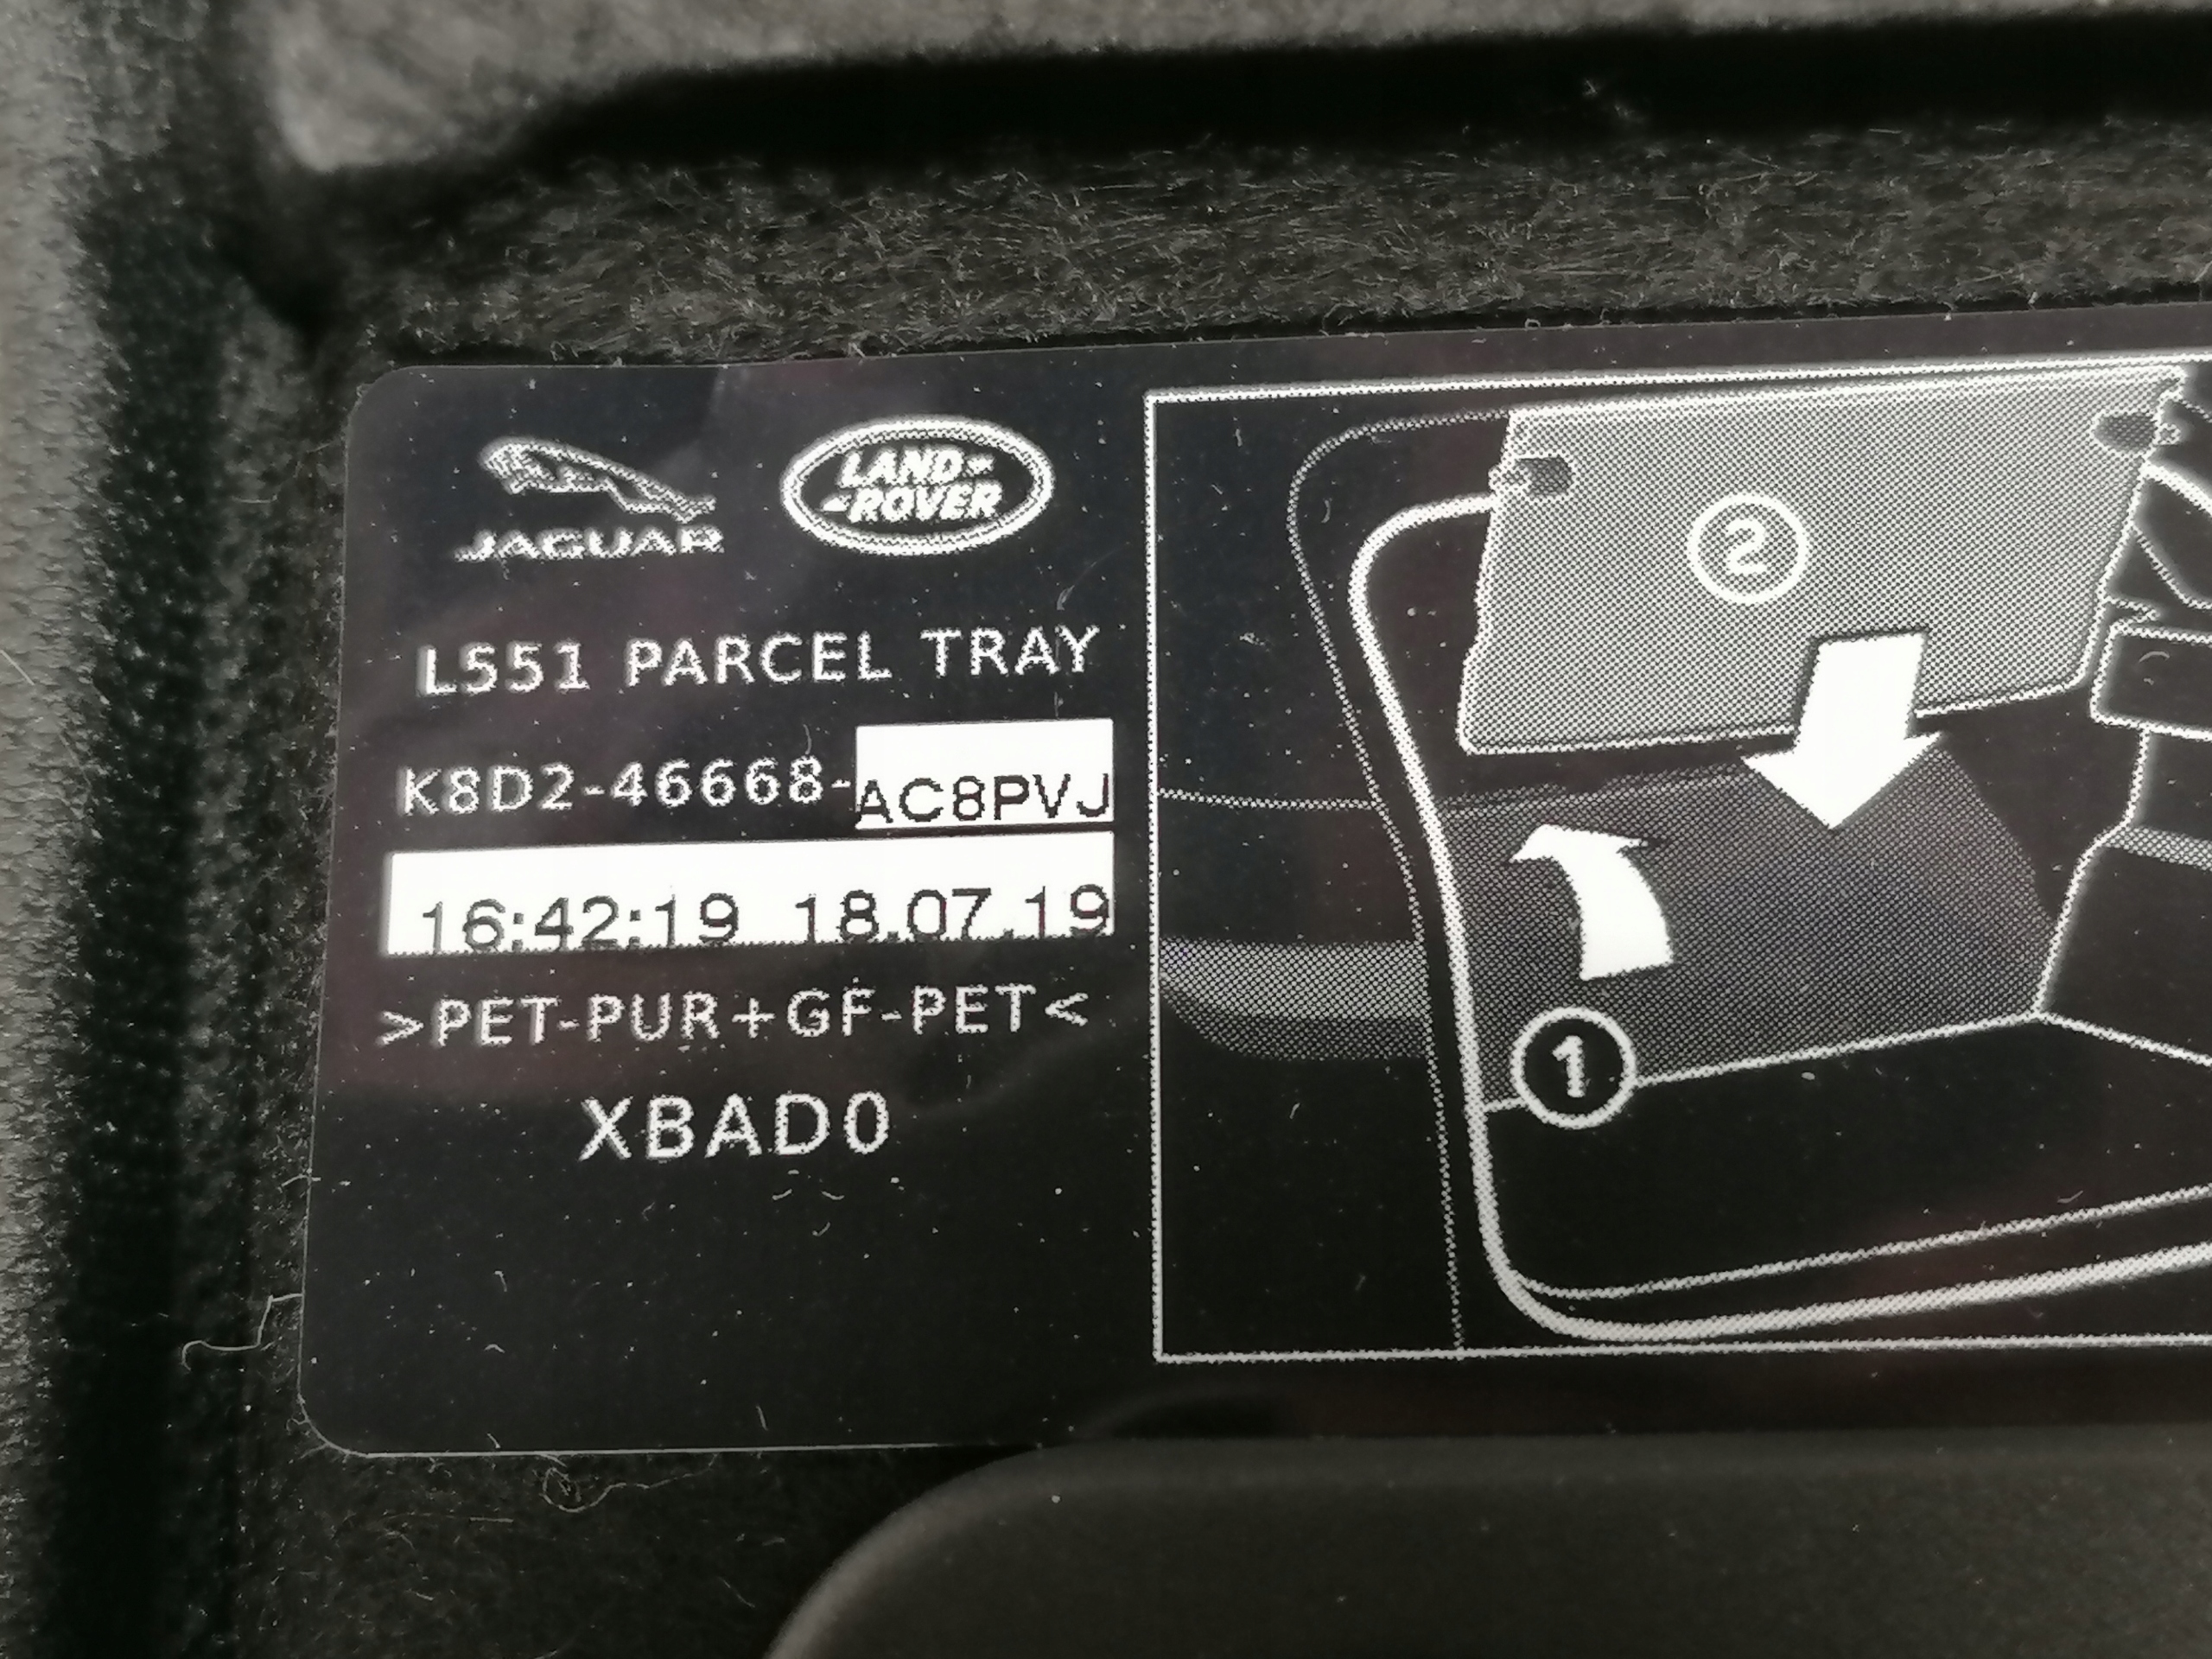 JAGUAR
LAND-
-ROVER
L551 PARCEL TRAY
K8D2-46668-AC8PVJ
16:42:19 18.07.19
>PET-PUR+GF-PET<
XBAD0
2
1